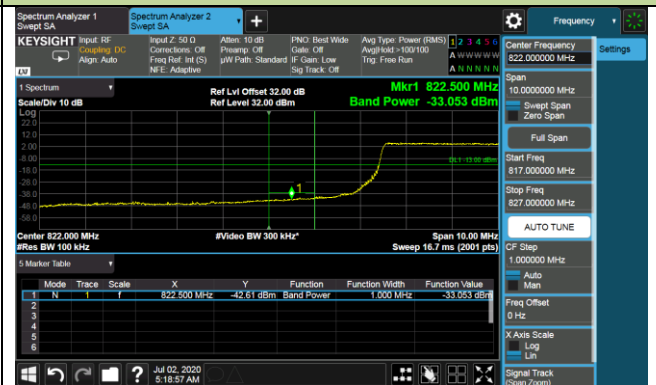 Spectrum Analyzer 1
Swept SA
Spectrum Analyzer 2
Swept SA
Frequency
KEYSIGHT
Input: RF
Coupling: DC
Align: Auto
Input Z: 50 Ω
Corrections: Off
Freq Ref: Int (S)
NFE: Adaptive
Atten: 10 dB
Preamp: Off
µW Path: Standard
PNO: Best Wide
Gate: Off
IF Gain: Low
Sig Track: Off
Avg Type: Power (RMS)
Avg|Hold:>100/100
Trig: Free Run
1 2 3 4 5 6
A W W W W W
A N N N N N
LXI
1 Spectrum
Scale/Div 10 dB
Ref Lvl Offset 32.00 dB
Ref Level 32.00 dBm
Mkr1 822.500 MHz
Band Power -33.053 dBm
Log
22.0
12.0
2.00
-8.00
-18.0
-28.0
-38.0
-48.0
-58.0
DL1 -13.00 dBm
1
Center 822.000 MHz
#Res BW 100 kHz
#Video BW 300 kHz*
Span 10.00 MHz
Sweep 16.7 ms (2001 pts)
5 Marker Table
Mode Trace Scale X Y Function Function Width Function Value
1 N 1 f 822.500 MHz -42.61 dBm Band Power 1.000 MHz -33.053 dBm
2
3
4
5
6
Jul 02, 2020
5:18:57 AM
Center Frequency
822.000000 MHz
Settings
Span
10.0000000 MHz
Swept Span
Zero Span
Full Span
Start Freq
817.000000 MHz
Stop Freq
827.000000 MHz
AUTO TUNE
CF Step
1.000000 MHz
Auto
Man
Freq Offset
0 Hz
X Axis Scale
Log
Lin
Signal Track
(Span Zoom)